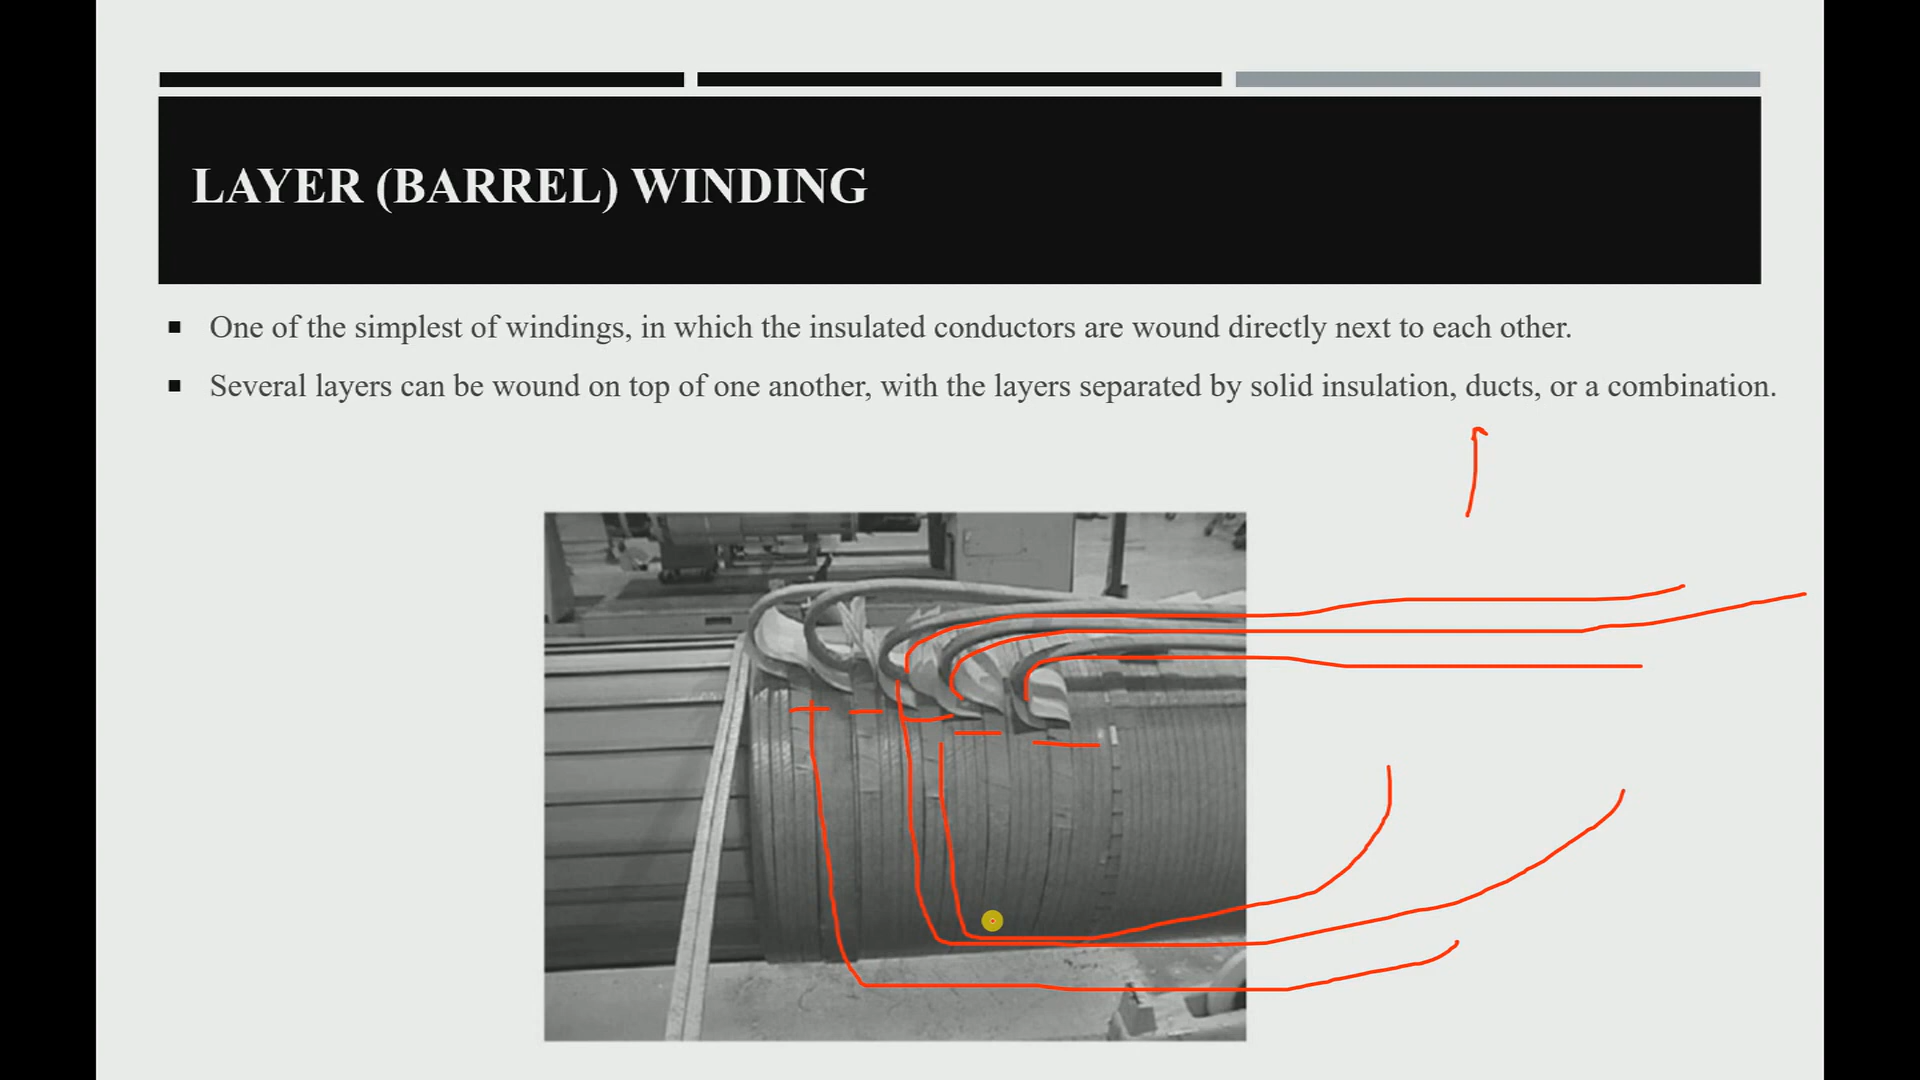 LAYER (BARREL) WINDING
One of the simplest of windings, in which the insulated conductors are wound directly next to each other.
Several layers can be wound on top of one another, with the layers separated by solid insulation, ducts, or a combination.